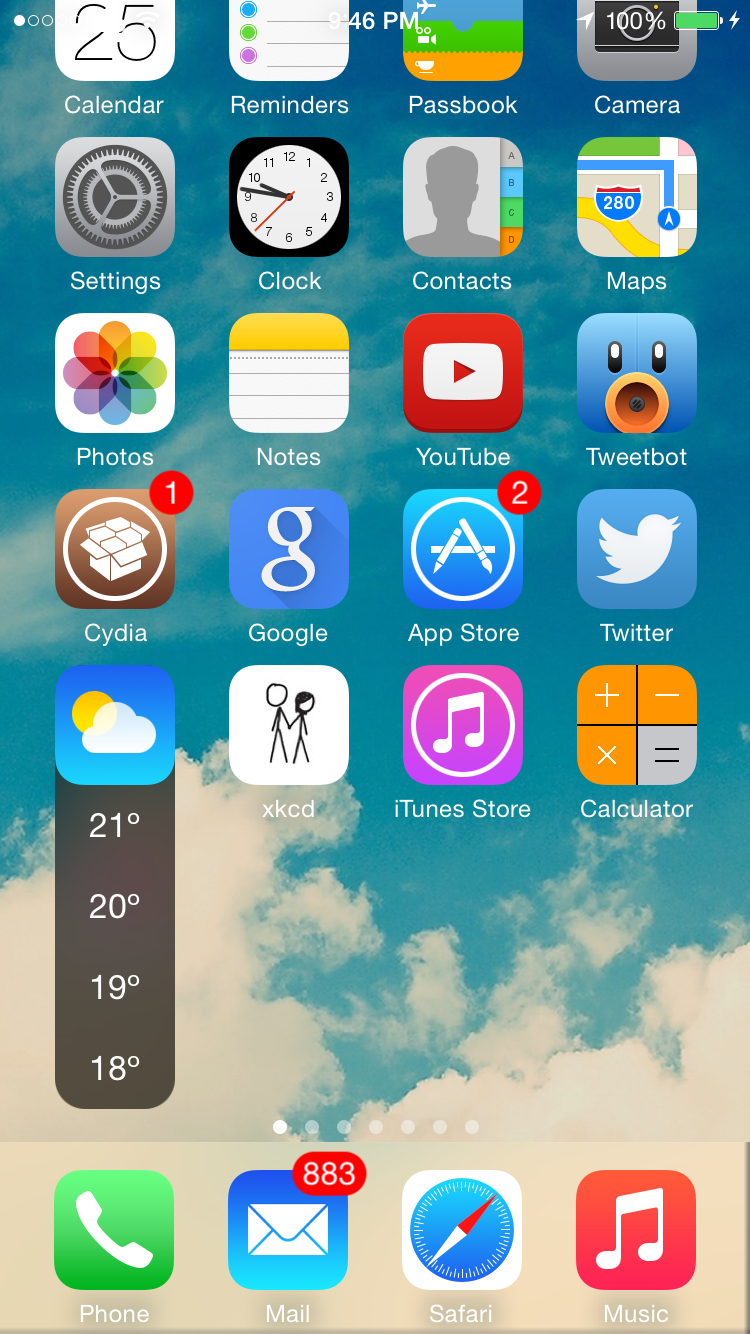 9:46 PM 100%
25
Calendar Reminders Passbook Camera
12
11 1
10 2
9 3
8 4
7 5
6
A
B
C
D
280
Settings Clock Contacts Maps
Photos Notes YouTube Tweetbot
1 2
g
Cydia Google App Store Twitter
xkcd iTunes Store Calculator
21°
20°
19°
18°
883
Phone Mail Safari Music